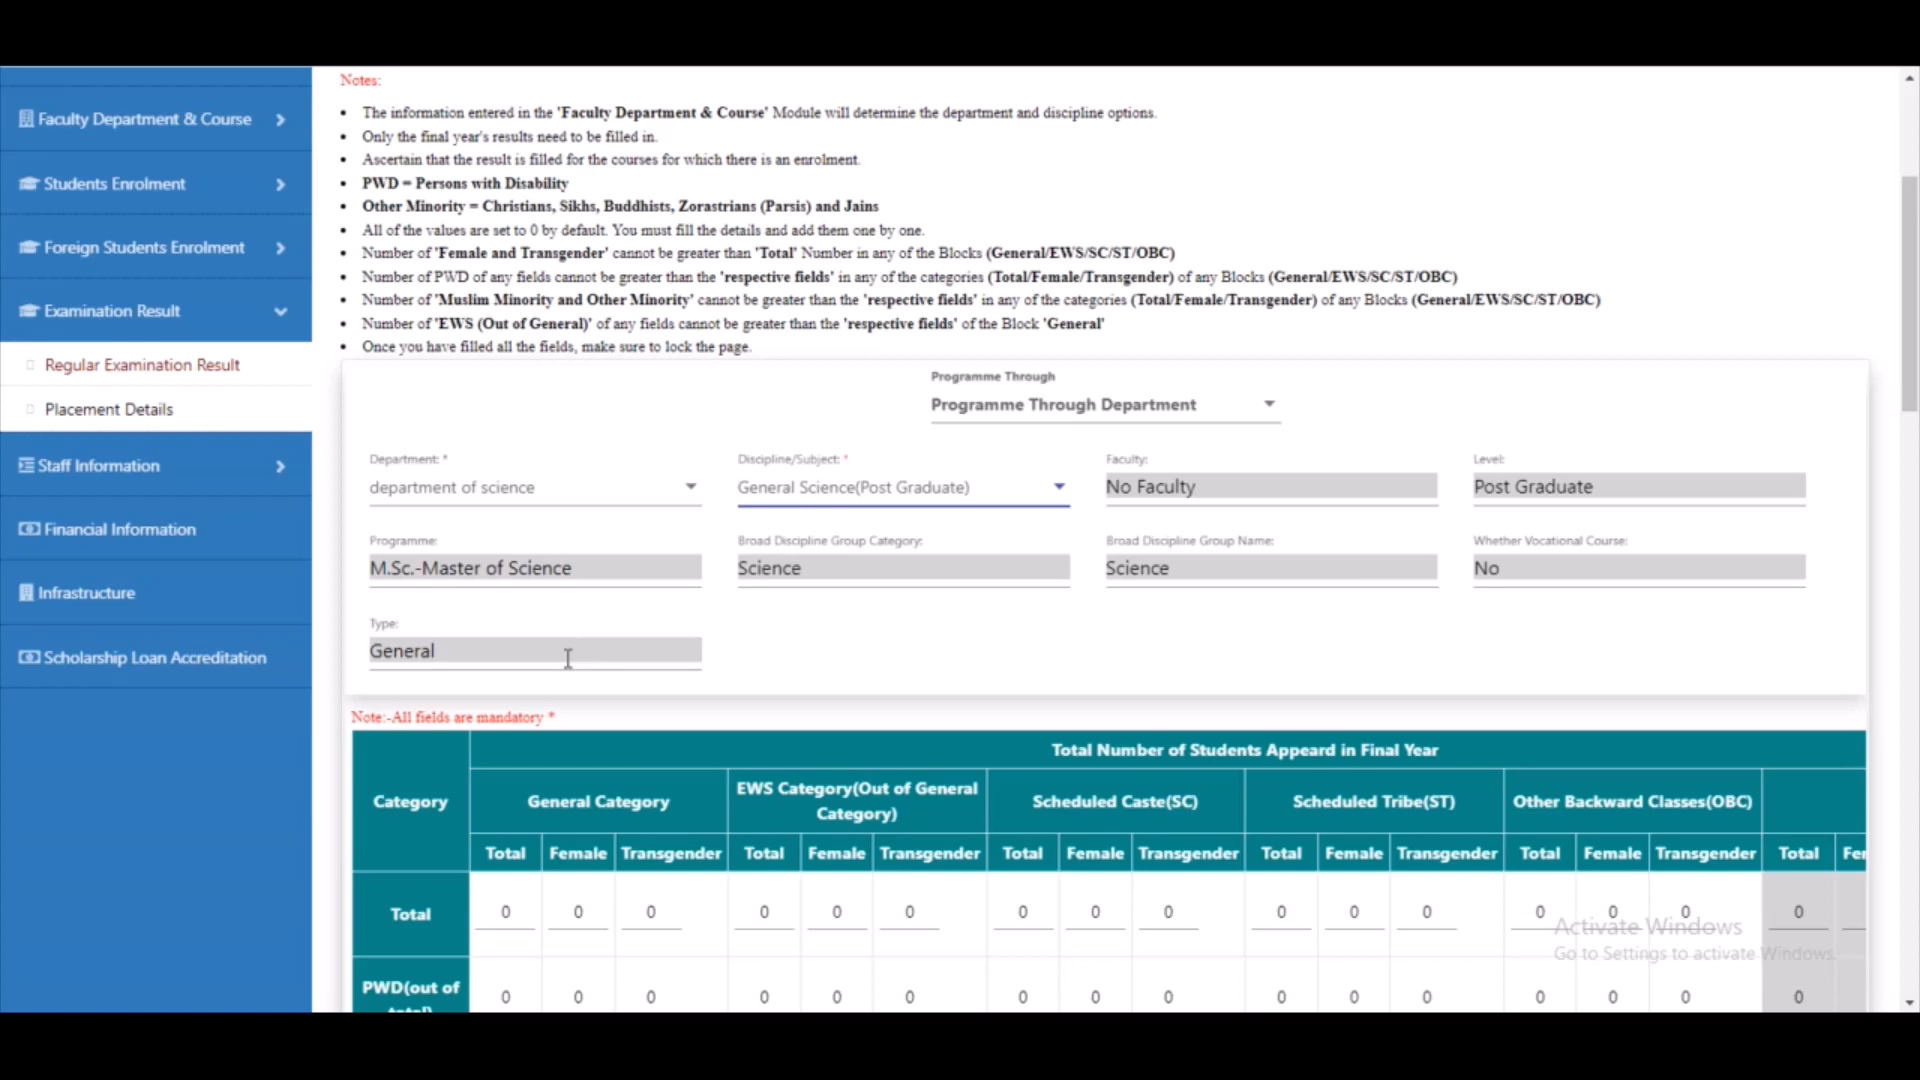 Notes:
Faculty Department & Course
Students Enrolment
Foreign Students Enrolment
Examination Result
Regular Examination Result
Placement Details
Staff Information
Financial Information
Infrastructure
Scholarship Loan Accreditation
The information entered in the 'Faculty Department & Course' Module will determine the department and discipline options.
Only the final year's results need to be filled in.
Ascertain that the result is filled for the courses for which there is an enrolment.
PWD = Persons with Disability
Other Minority = Christians, Sikhs, Buddhists, Zorastrians (Parsis) and Jains
All of the values are set to 0 by default. You must fill the details and add them one by one.
Number of 'Female and Transgender' cannot be greater than 'Total' Number in any of the Blocks (General/EWS/SC/ST/OBC)
Number of PWD of any fields cannot be greater than the 'respective fields' in any of the categories (Total/Female/Transgender) of any Blocks (General/EWS/SC/ST/OBC)
Number of 'Muslim Minority and Other Minority' cannot be greater than the 'respective fields' in any of the categories (Total/Female/Transgender) of any Blocks (General/EWS/SC/ST/OBC)
Number of 'EWS (Out of General)' of any fields cannot be greater than the 'respective fields' of the Block 'General'
Once you have filled all the fields, make sure to lock the page.
Programme Through
Programme Through Department
Department: * Discipline/Subject: * Faculty: Level:
department of science General Science(Post Graduate) No Faculty Post Graduate
Programme: Broad Discipline Group Category: Broad Discipline Group Name: Whether Vocational Course:
M.Sc.-Master of Science Science Science No
Type:
General
Note:-All fields are mandatory *
Total Number of Students Appeard in Final Year
Category General Category EWS Category(Out of General Category) Scheduled Caste(SC) Scheduled Tribe(ST) Other Backward Classes(OBC)
Total Female Transgender Total Female Transgender Total Female Transgender Total Female Transgender Total Female Transgender Total Fer
Total 0 0 0 0 0 0 0 0 0 0 0 0 0 0 0 0
Activate Windows
Go to Settings to activate Windows.
PWD(out of total) 0 0 0 0 0 0 0 0 0 0 0 0 0 0 0 0